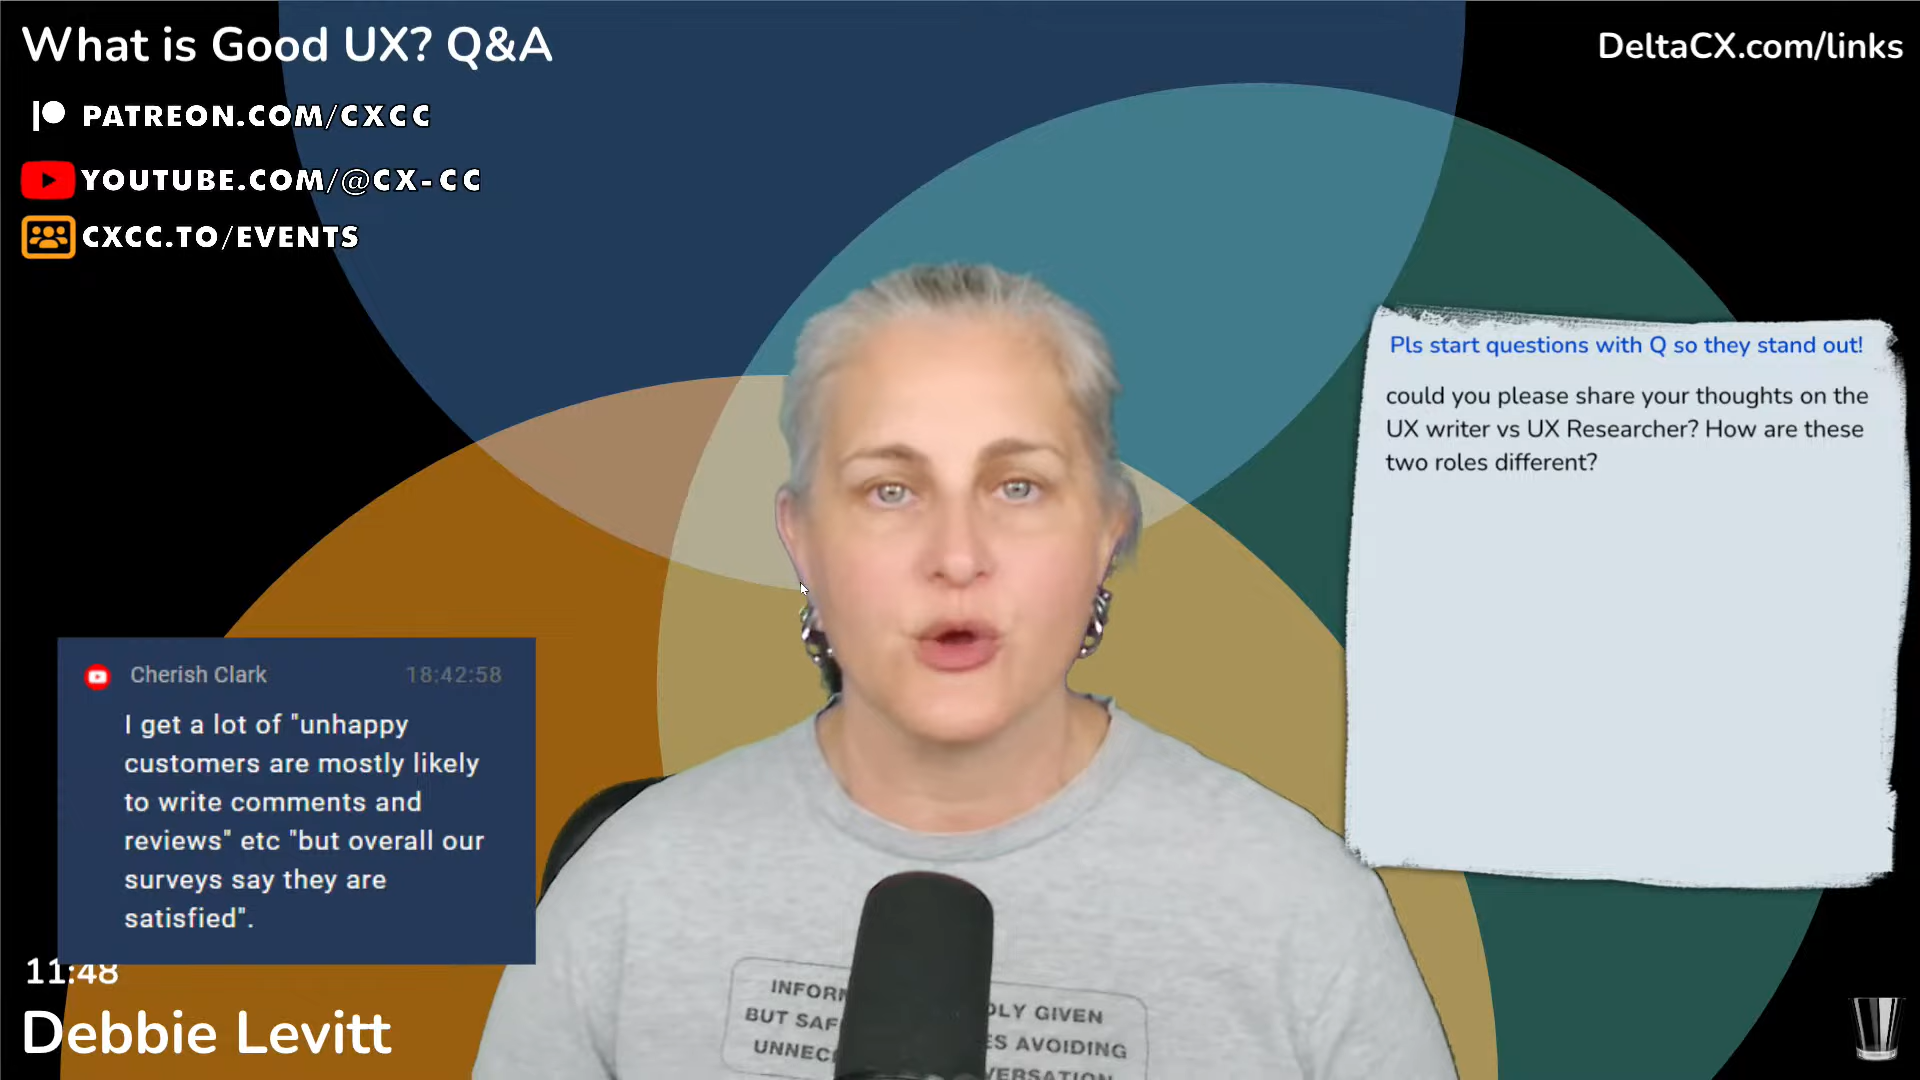 What is Good UX? Q&A
DeltaCX.com/links
PATREON.COM/CXCC
YOUTUBE.COM/@CX-CC
CXCC.TO/EVENTS
Pls start questions with Q so they stand out!
could you please share your thoughts on the
UX writer vs UX Researcher? How are these
two roles different?
Cherish Clark 18:42:58
I get a lot of "unhappy
customers are mostly likely
to write comments and
reviews" etc "but overall our
surveys say they are
satisfied".
11:48
Debbie Levitt
GIVEN
BUT
AVOIDING